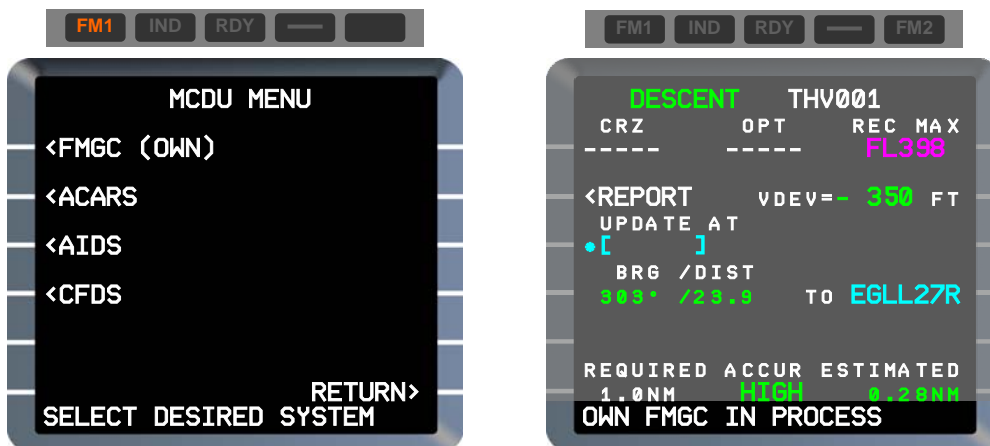 FM1 IND RDY
MCDU MENU
<FMGC (OWN)
<ACARS
<AIDS
<CFDS
RETURN>
SELECT DESIRED SYSTEM
FM1 IND RDY FM2
DESCENT THV001
CRZ OPT REC MAX
----- ----- FL398
<REPORT VDEV=- 350 FT
UPDATE AT
*[ ]
BRG /DIST
303° /23.9 TO EGLL27R
REQUIRED ACCUR ESTIMATED
1.0NM HIGH 0.28NM
OWN FMGC IN PROCESS